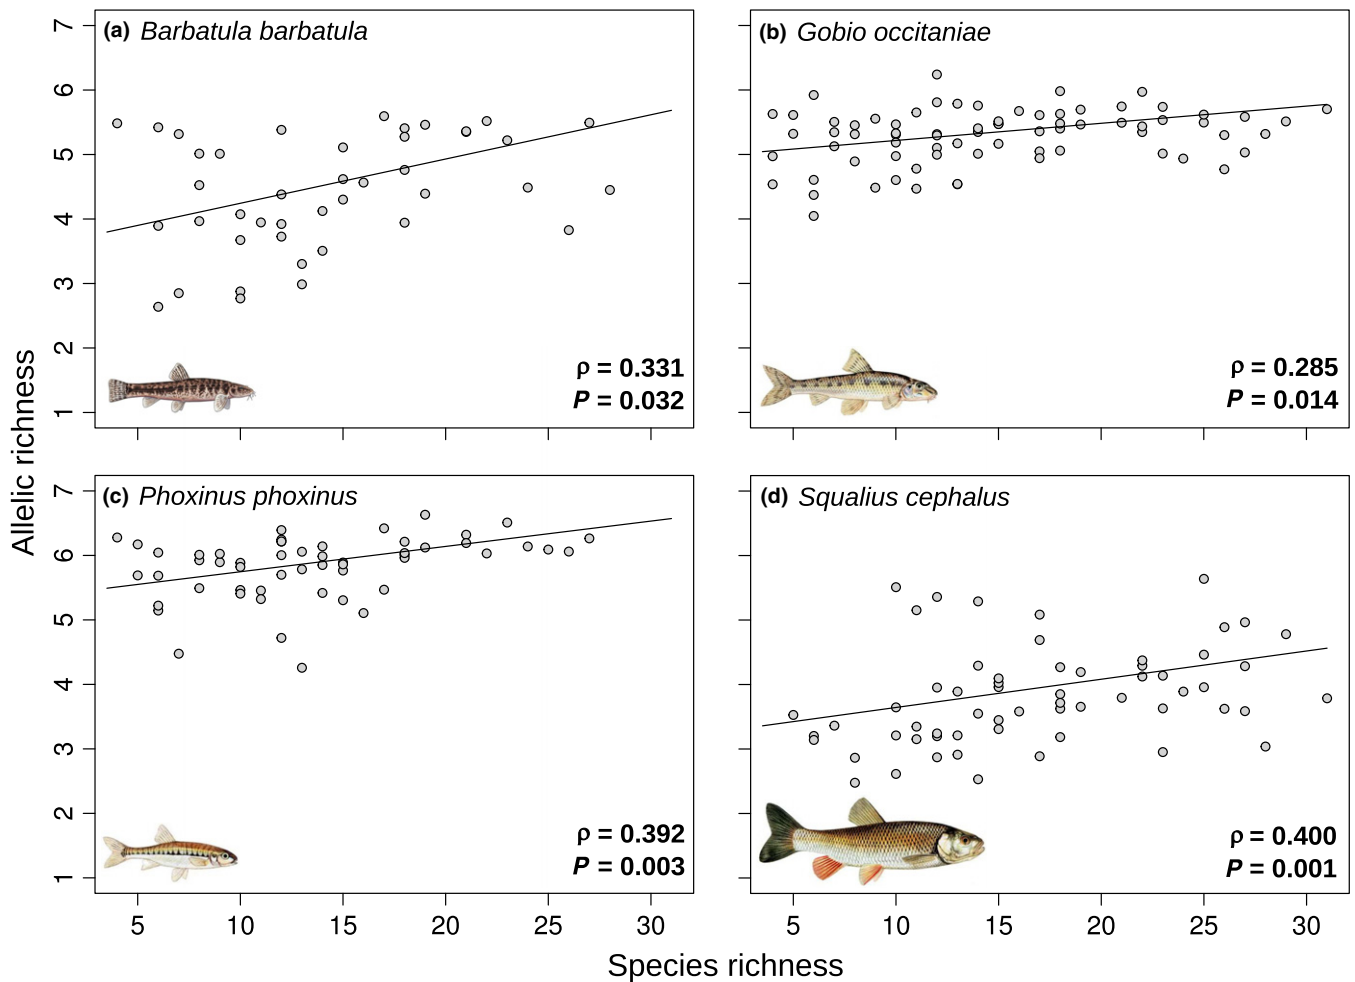 (a) Barbatula barbatula
7
6
5
4
3
2
1
ρ = 0.331
P = 0.032
(b) Gobio occitaniae
ρ = 0.285
P = 0.014
Allelic richness
(c) Phoxinus phoxinus
7
6
5
4
3
2
1
ρ = 0.392
P = 0.003
5 10 15 20 25 30
(d) Squalius cephalus
ρ = 0.400
P = 0.001
5 10 15 20 25 30
Species richness